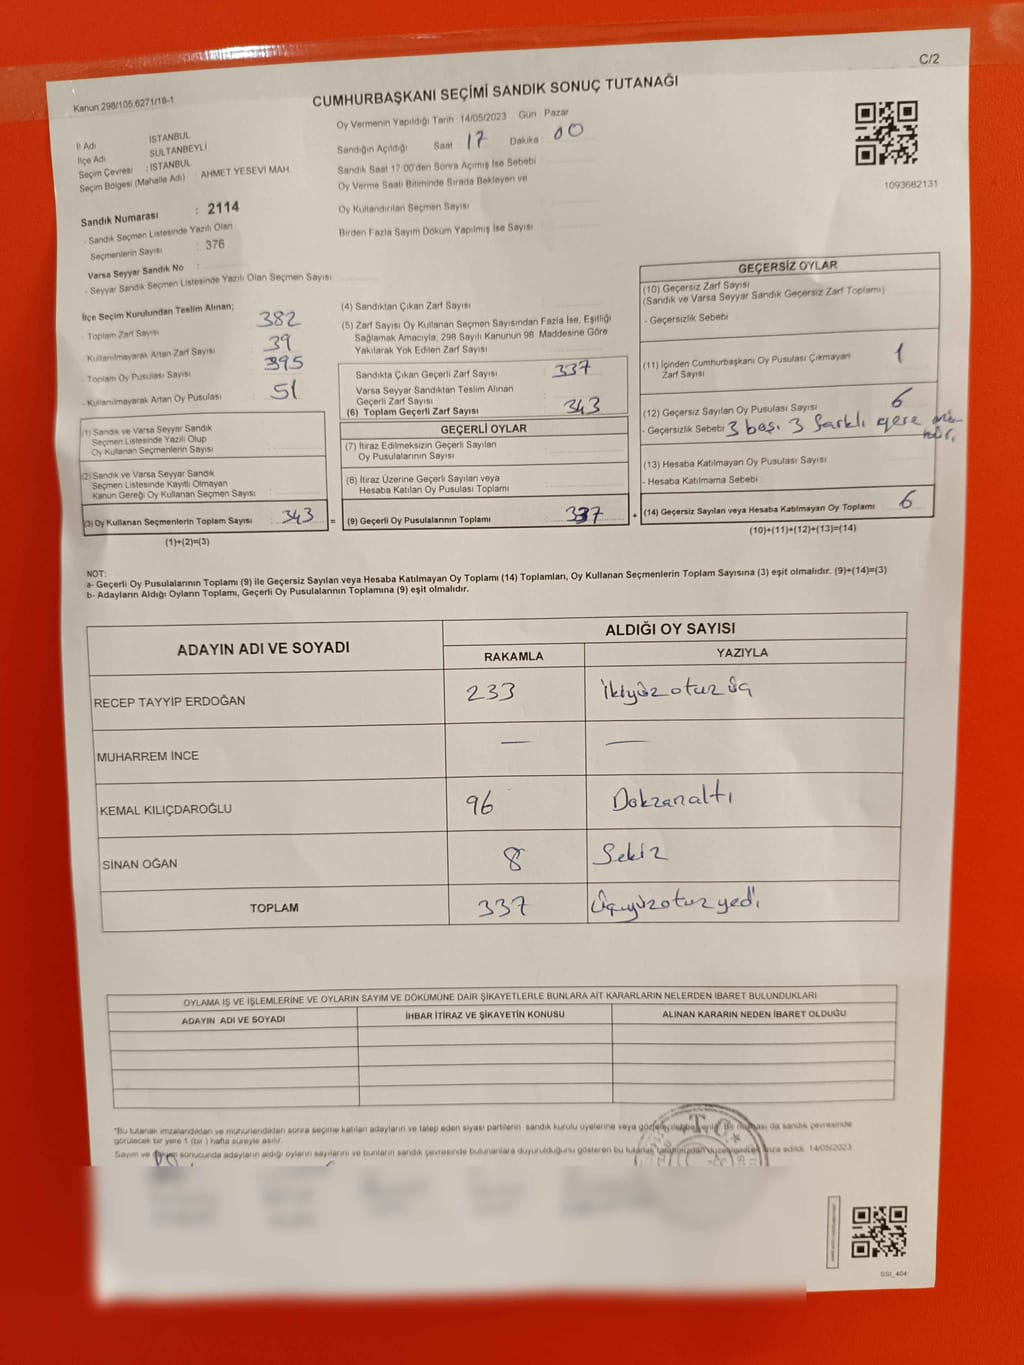 C/2
Kanun 298/105,6271/18-1
CUMHURBAŞKANI SEÇİMİ SANDIK SONUÇ TUTANAĞI
İl Adı İSTANBUL
İlçe Adı SULTANBEYLİ
Seçim Çevresi : İSTANBUL
Seçim Bölgesi (Mahalle Adı) : AHMET YESEVİ MAH.
Sandık Numarası : 2114
- Sandık Seçmen Listesinde Yazılı Olan
Seçmenlerin Sayısı : 376
Varsa Seyyar Sandık No :
- Seyyar Sandık Seçmen Listesinde Yazılı Olan Seçmen Sayısı
Oy Vermenin Yapıldığı Tarih : 14/05/2023 Gün : Pazar
Sandığın Açıldığı Saat : 17 Dakika : 00
Sandık Saat 17:00'den Sonra Açımış İse Sebebi
Oy Verme Saati Bitiminde Sırada Bekleyen ve
Oy Kullandırılan Seçmen Sayısı
Birden Fazla Sayım Döküm Yapılmış İse Sayısı
1093682131
İlçe Seçim Kurulundan Teslim Alınan;
- Toplam Zarf Sayısı 382
- Kullanılmayarak Artan Zarf Sayısı 39
- Toplam Oy Pusulası Sayısı 395
- Kullanılmayarak Artan Oy Pusulası 51
(1) Sandık ve Varsa Seyyar Sandık
Seçmen Listesinde Yazılı Olup
Oy Kullanan Seçmenlerin Sayısı
(2) Sandık ve Varsa Seyyar Sandık
Seçmen Listesinde Kayıtlı Olmayan
Kanun Gereği Oy Kullanan Seçmen Sayısı
(3) Oy Kullanan Seçmenlerin Toplam Sayısı : 343 =
(1)+(2)=(3)
(4) Sandıktan Çıkan Zarf Sayısı
(5) Zarf Sayısı Oy Kullanan Seçmen Sayısından Fazla İse, Eşitliği
Sağlamak Amacıyla; 298 Sayılı Kanunun 98. Maddesine Göre
Yakılarak Yok Edilen Zarf Sayısı
Sandıkta Çıkan Geçerli Zarf Sayısı 337
Varsa Seyyar Sandıktan Teslim Alınan
Geçerli Zarf Sayısı
(6) Toplam Geçerli Zarf Sayısı 343
GEÇERLİ OYLAR
(7) İtiraz Edilmeksizin Geçerli Sayılan
Oy Pusulalarının Sayısı
(8) İtiraz Üzerine Geçerli Sayılan veya
Hesaba Katılan Oy Pusulası Toplamı
(9) Geçerli Oy Pusulalarının Toplamı : 337 +
GEÇERSİZ OYLAR
(10) Geçersiz Zarf Sayısı
(Sandık ve Varsa Seyyar Sandık Geçersiz Zarf Toplamı)
- Geçersizlik Sebebi
(11) İçinden Cumhurbaşkanı Oy Pusulası Çıkmayan
Zarf Sayısı 1
(12) Geçersiz Sayılan Oy Pusulası Sayısı 6
- Geçersizlik Sebebi 3 boş. 3 farklı yere
(13) Hesaba Katılmayan Oy Pusulası Sayısı
- Hesaba Katılmama Sebebi
(14) Geçersiz Sayılan veya Hesaba Katılmayan Oy Toplamı : 6
(10)+(11)+(12)+(13)=(14)
NOT:
a- Geçerli Oy Pusulalarının Toplamı (9) ile Geçersiz Sayılan veya Hesaba Katılmayan Oy Toplamı (14) Toplamları, Oy Kullanan Seçmenlerin Toplam Sayısına (3) eşit olmalıdır. (9)+(14)=(3)
b- Adayların Aldığı Oyların Toplamı, Geçerli Oy Pusulalarının Toplamına (9) eşit olmalıdır.
ADAYIN ADI VE SOYADI ALDIĞI OY SAYISI
RAKAMLA YAZIYLA
RECEP TAYYİP ERDOĞAN 233 İkiyüzotuzüç
MUHARREM İNCE — —
KEMAL KILIÇDAROĞLU 96 Dokzanaltı
SİNAN OĞAN 8 Sekiz
TOPLAM 337 Üçyüzotuzyedi
OYLAMA İŞ VE İŞLEMLERİNE VE OYLARIN SAYIM VE DÖKÜMÜNE DAİR ŞİKAYETLERLE BUNLARA AİT KARARLARIN NELERDEN İBARET BULUNDUKLARI
ADAYIN ADI VE SOYADI İHBAR İTİRAZ VE ŞİKAYETİN KONUSU ALINAN KARARIN NEDEN İBARET OLDUĞU
"Bu tutanak imzalandıktan ve mühürlendikten sonra seçime katılan adayların ve talep eden siyasi partilerin sandık kurulu üyelerine veya da sandık çevresinde
görülecek bir yere 1 (bir) hafta süreyle asılır.
Sayım ve sonucunda adayların aldığı oyların sayılarını ve bunların sandık çevresinde bulunanlara duyurulduğunu gösteren bu tutanak imza edildi. 14/05/2023
T.C.
SSI_404